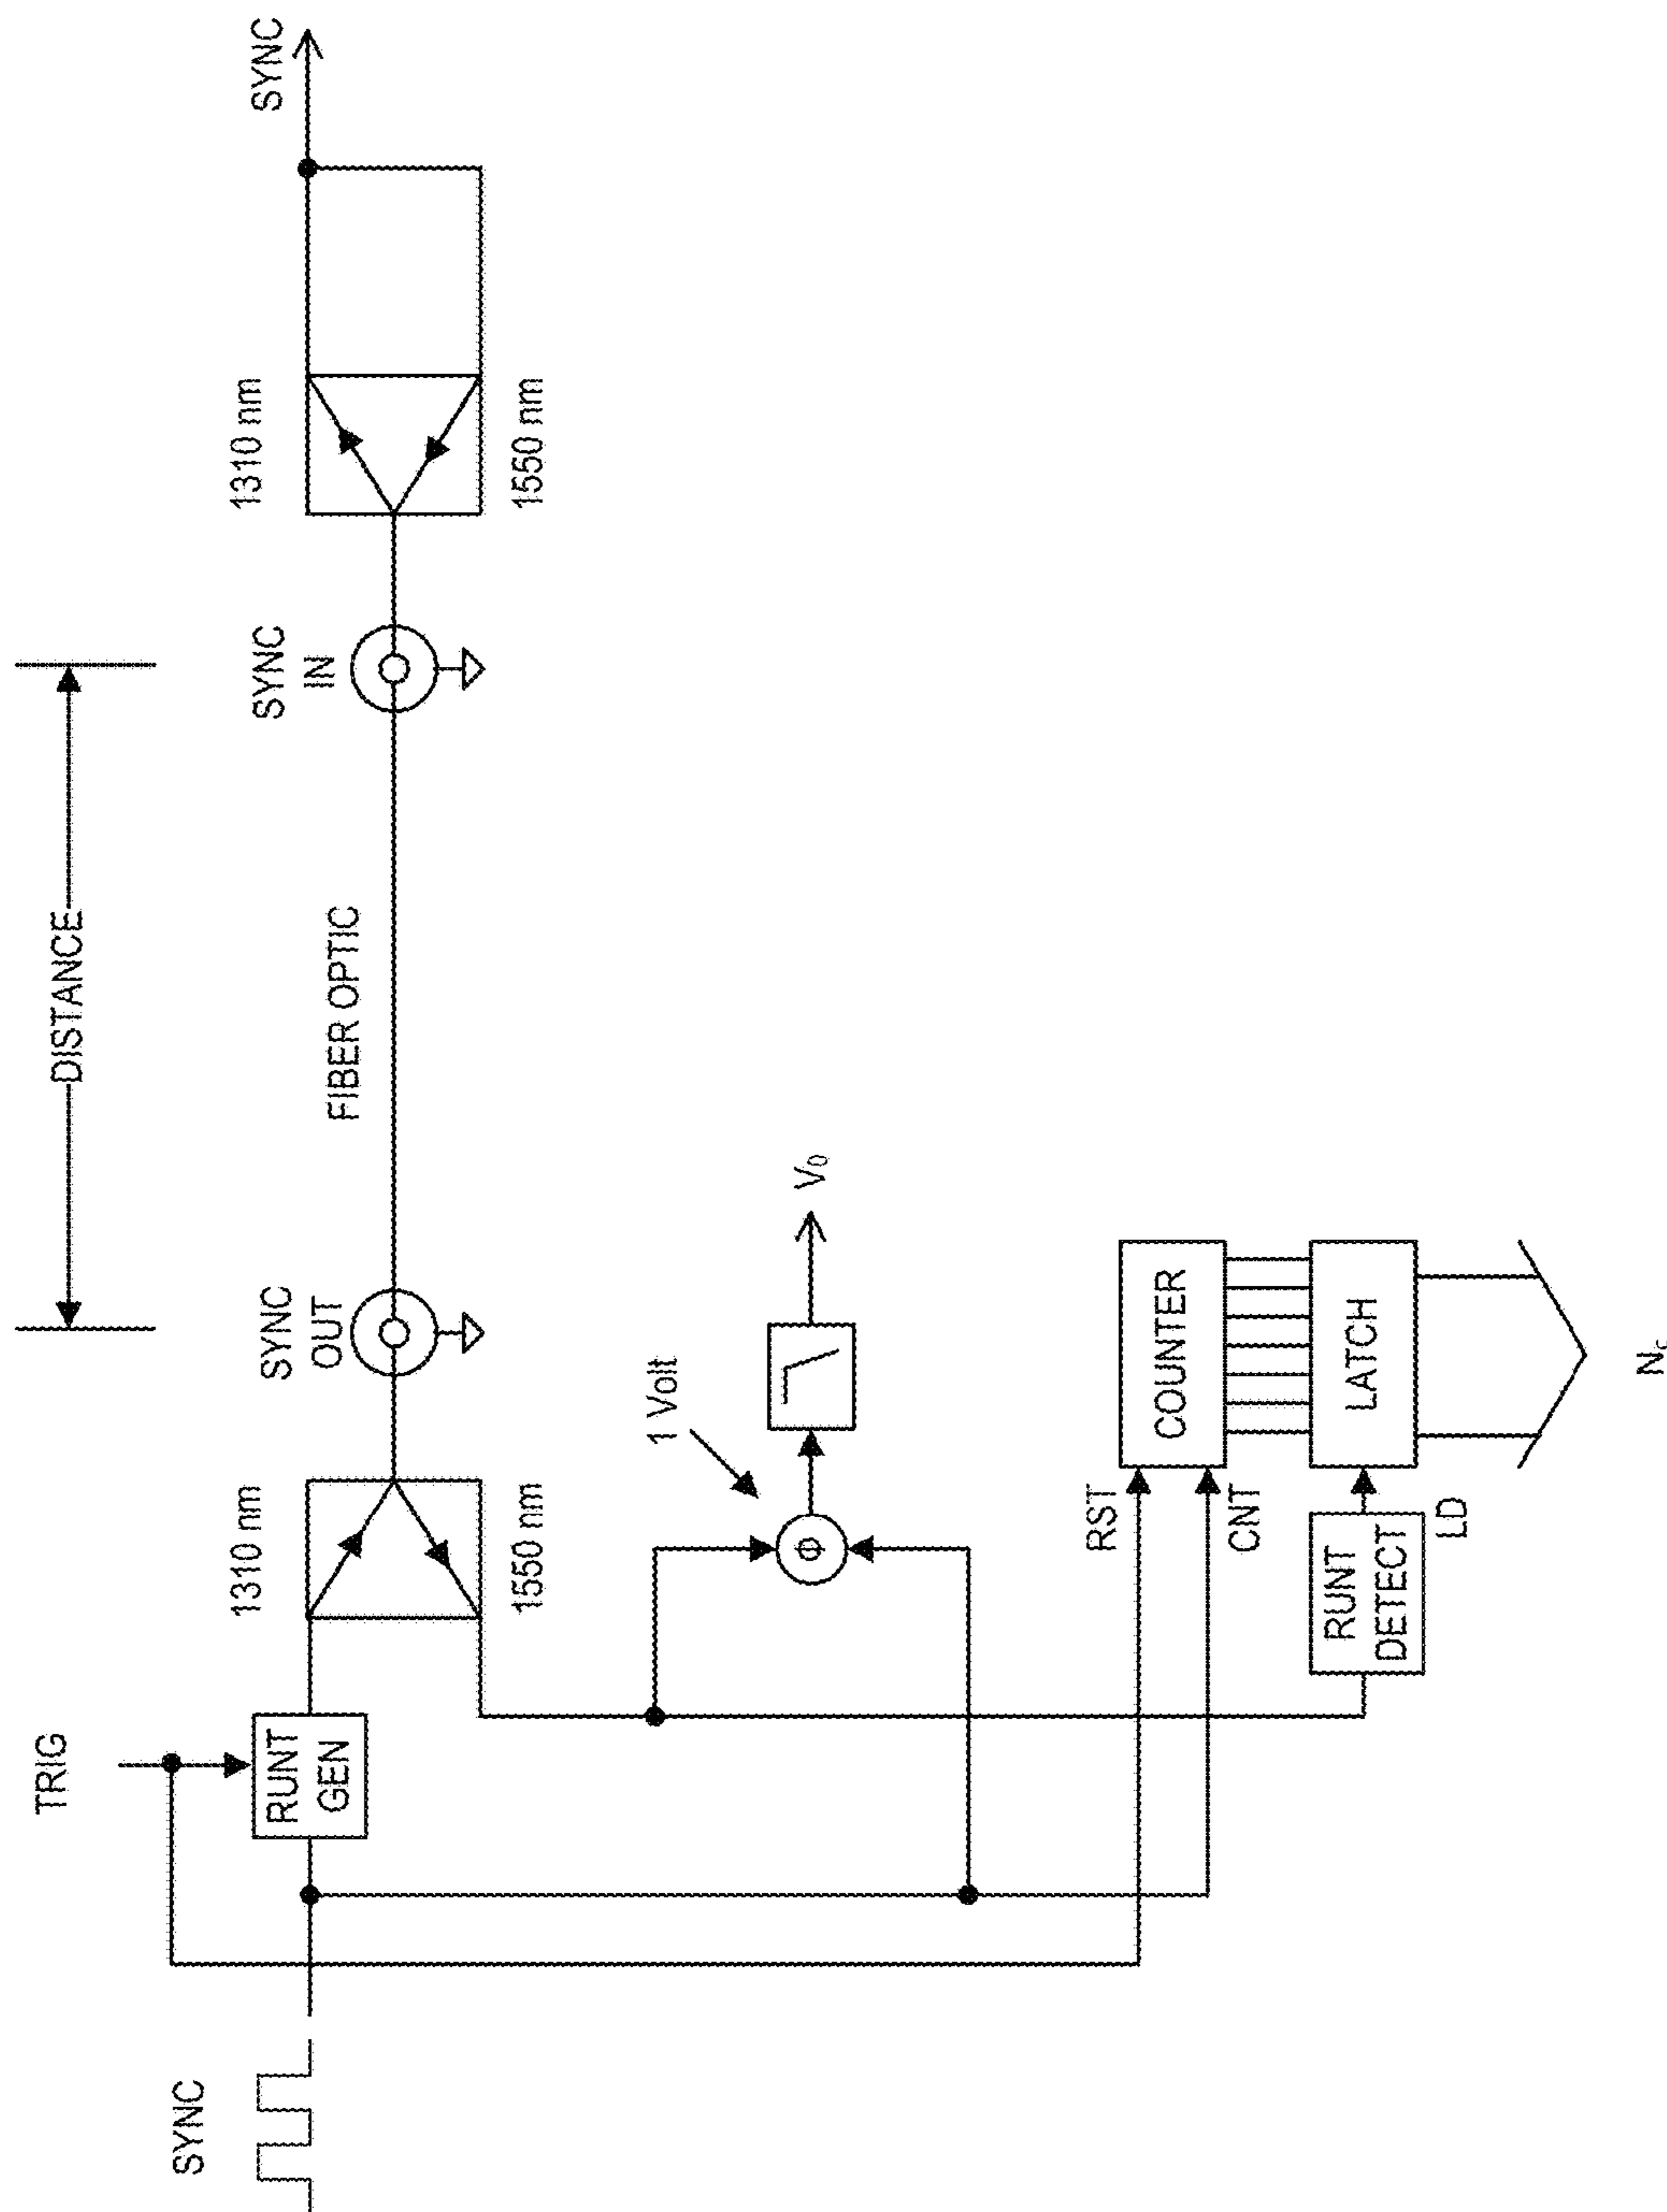 DISTANCE
SYNC
TRIG
RUNT
GEN
1310 nm
1550 nm
SYNC
OUT
FIBER OPTIC
SYNC
IN
1310 nm
1550 nm
SYNC
1 Volt
Φ
V₀
RST
CNT
COUNTER
RUNT
DETECT
LD
LATCH
N꜀